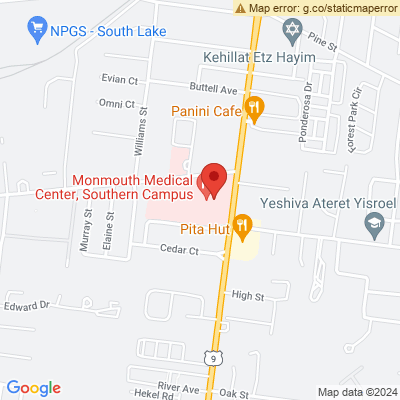 Map error: g.co/staticmaperror
NPGS - South Lake
Kehillat Etz Hayim
Pine St
Evian Ct
Buttell Ave
Omni Ct
Panini Cafe
Ponderosa Dr
Forest Park Cir
Williams St
Monmouth Medical
Center, Southern Campus
Yeshiva Ateret Yisroel
Murray St
Elaine St
Pita Hut
Cedar Ct
High St
Edward Dr
9
Google
River Ave
Hekel Rd
Oak St
Map data ©2024